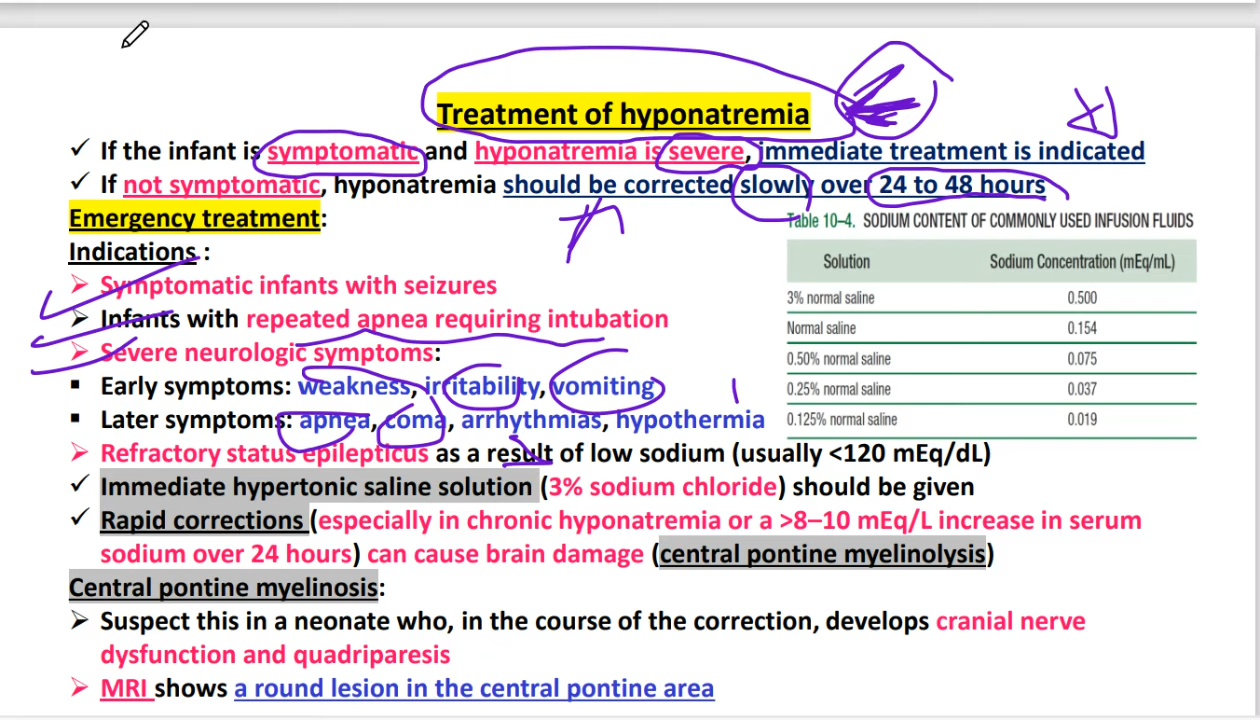 Treatment of hyponatremia
✓ If the infant is symptomatic and hyponatremia is severe, immediate treatment is indicated
✓ If not symptomatic, hyponatremia should be corrected slowly over 24 to 48 hours
Emergency treatment:
Indications :
➢ Symptomatic infants with seizures
➢ Infants with repeated apnea requiring intubation
➢ Severe neurologic symptoms:
▪ Early symptoms: weakness, irritability, vomiting
▪ Later symptoms: apnea, coma, arrhythmias, hypothermia
Table 10–4. SODIUM CONTENT OF COMMONLY USED INFUSION FLUIDS
Solution Sodium Concentration (mEq/mL)
3% normal saline 0.500
Normal saline 0.154
0.50% normal saline 0.075
0.25% normal saline 0.037
0.125% normal saline 0.019
➢ Refractory status epilepticus as a result of low sodium (usually <120 mEq/dL)
✓ Immediate hypertonic saline solution (3% sodium chloride) should be given
✓ Rapid corrections (especially in chronic hyponatremia or a >8–10 mEq/L increase in serum
sodium over 24 hours) can cause brain damage (central pontine myelinolysis)
Central pontine myelinosis:
➢ Suspect this in a neonate who, in the course of the correction, develops cranial nerve
dysfunction and quadriparesis
➢ MRI shows a round lesion in the central pontine area